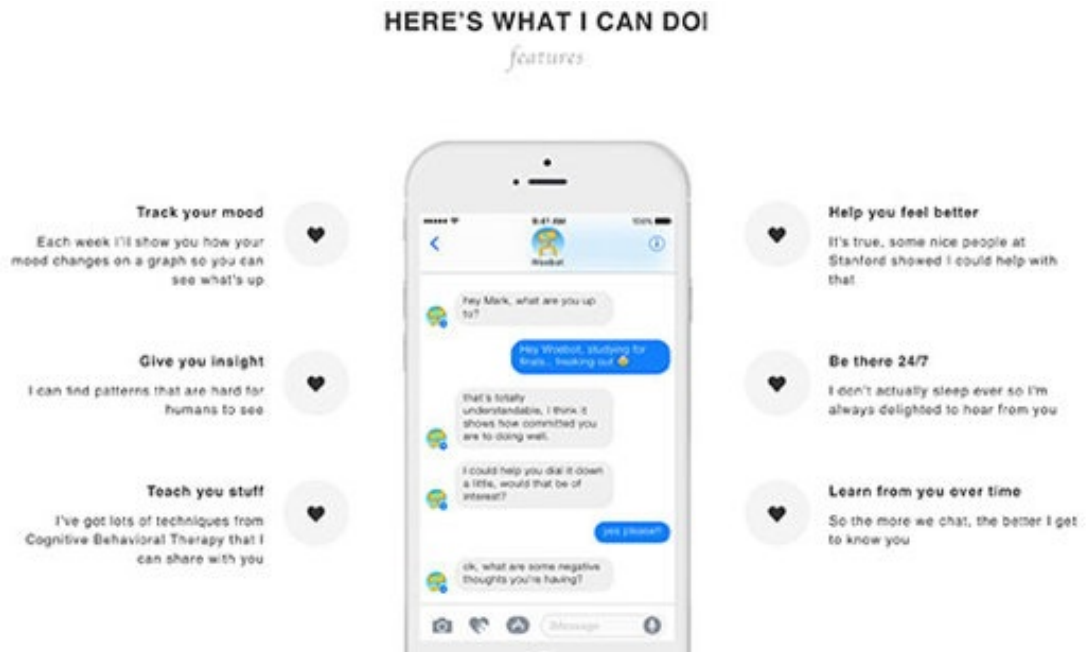 HERE'S WHAT I CAN DO!
features
Track your mood
Each week I'll show you how your
mood changes on a graph so you can
see what's up
Give you insight
I can find patterns that are hard for
humans to see
Teach you stuff
I've got lots of techniques from
Cognitive Behavioral Therapy that I
can share with you
9:41 AM
100%
Woebot
hey Mark, what are you up
to?
Hey Woebot, studying for
finals... freaking out
that's totally
understandable, I think it
shows how committed you
are to doing well.
I could help you dial it down
a little, would that be of
interest?
yes please!!
ok, what are some negative
thoughts you're having?
iMessage
Help you feel better
It's true, some nice people at
Stanford showed I could help with
that
Be there 24/7
I don't actually sleep ever so I'm
always delighted to hear from you
Learn from you over time
So the more we chat, the better I get
to know you